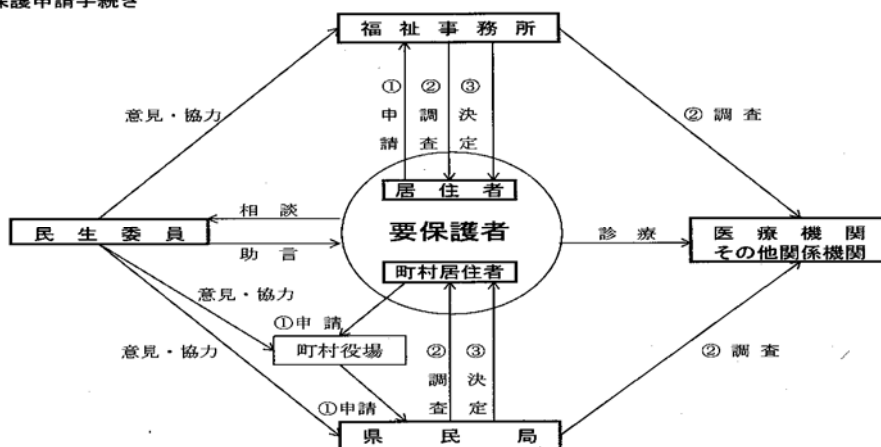 保護申請手続き
福祉事務所
意見・協力
①申請
②調査
③決定
②調査
居住者
相談
民生委員
要保護者
診療
医療機関
その他関係機関
助言
町村居住者
意見・協力
①申請
町村役場
意見・協力
②調査
③決定
②調査
①申請
県民局